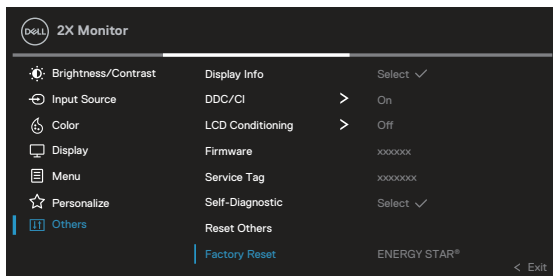 DELL 2X Monitor
Brightness/Contrast Display Info Select ✓
Input Source DDC/CI > On
Color LCD Conditioning > Off
Display Firmware xxxxxx
Menu Service Tag xxxxxxx
Personalize Self-Diagnostic Select ✓
Others Reset Others
Factory Reset ENERGY STAR®
< Exit